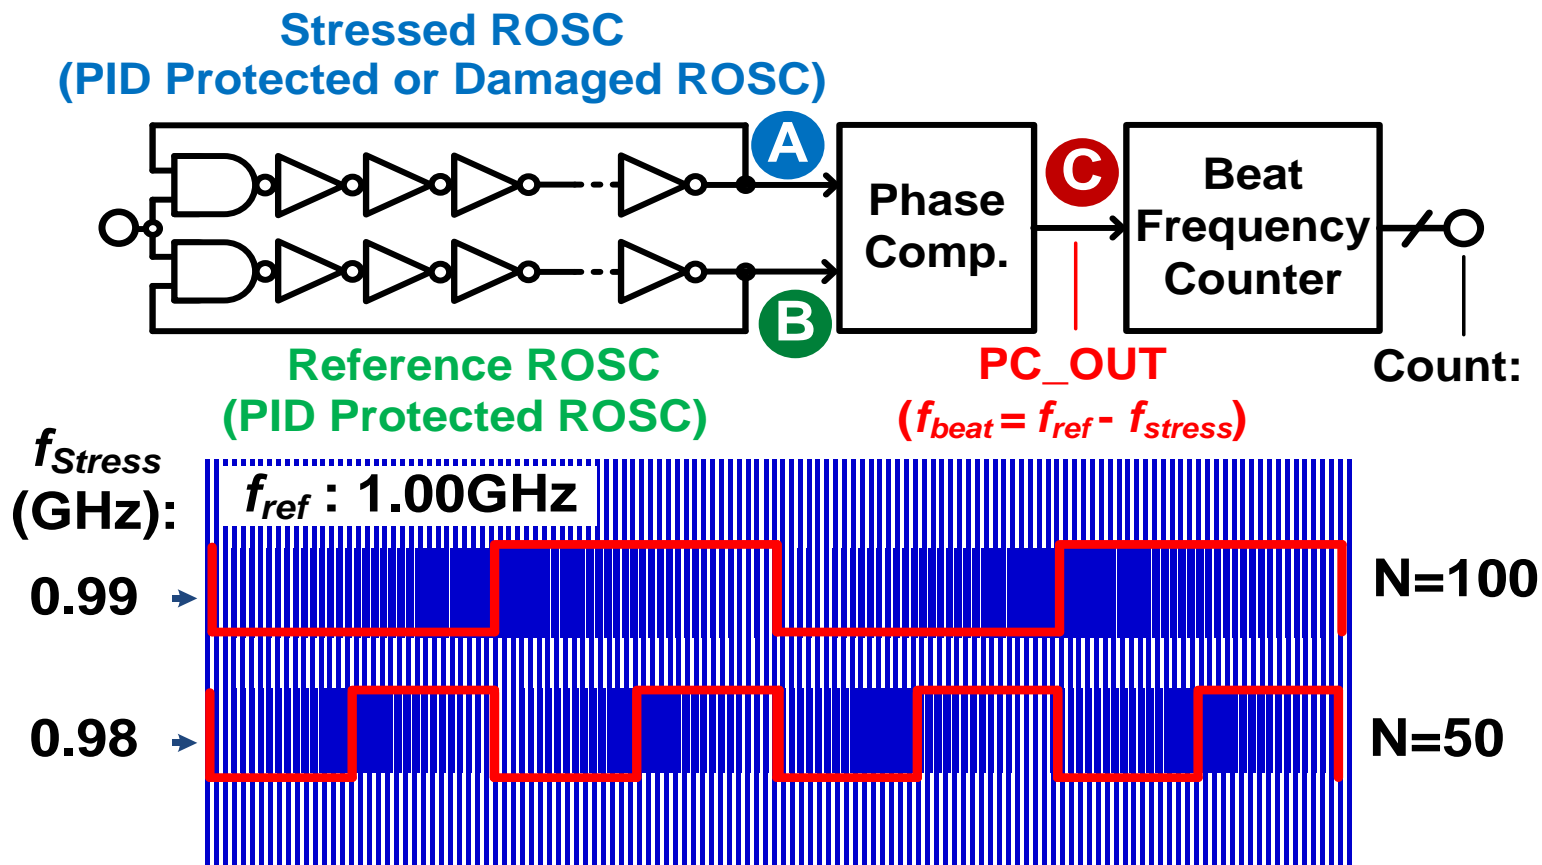 Stressed ROSC
(PID Protected or Damaged ROSC)
A
Phase
Comp.
C
Beat
Frequency
Counter
B
Reference ROSC
(PID Protected ROSC)
PC_OUT
(fbeat = fref - fstress)
Count:
fStress
(GHz):
fref : 1.00GHz
0.99
N=100
0.98
N=50